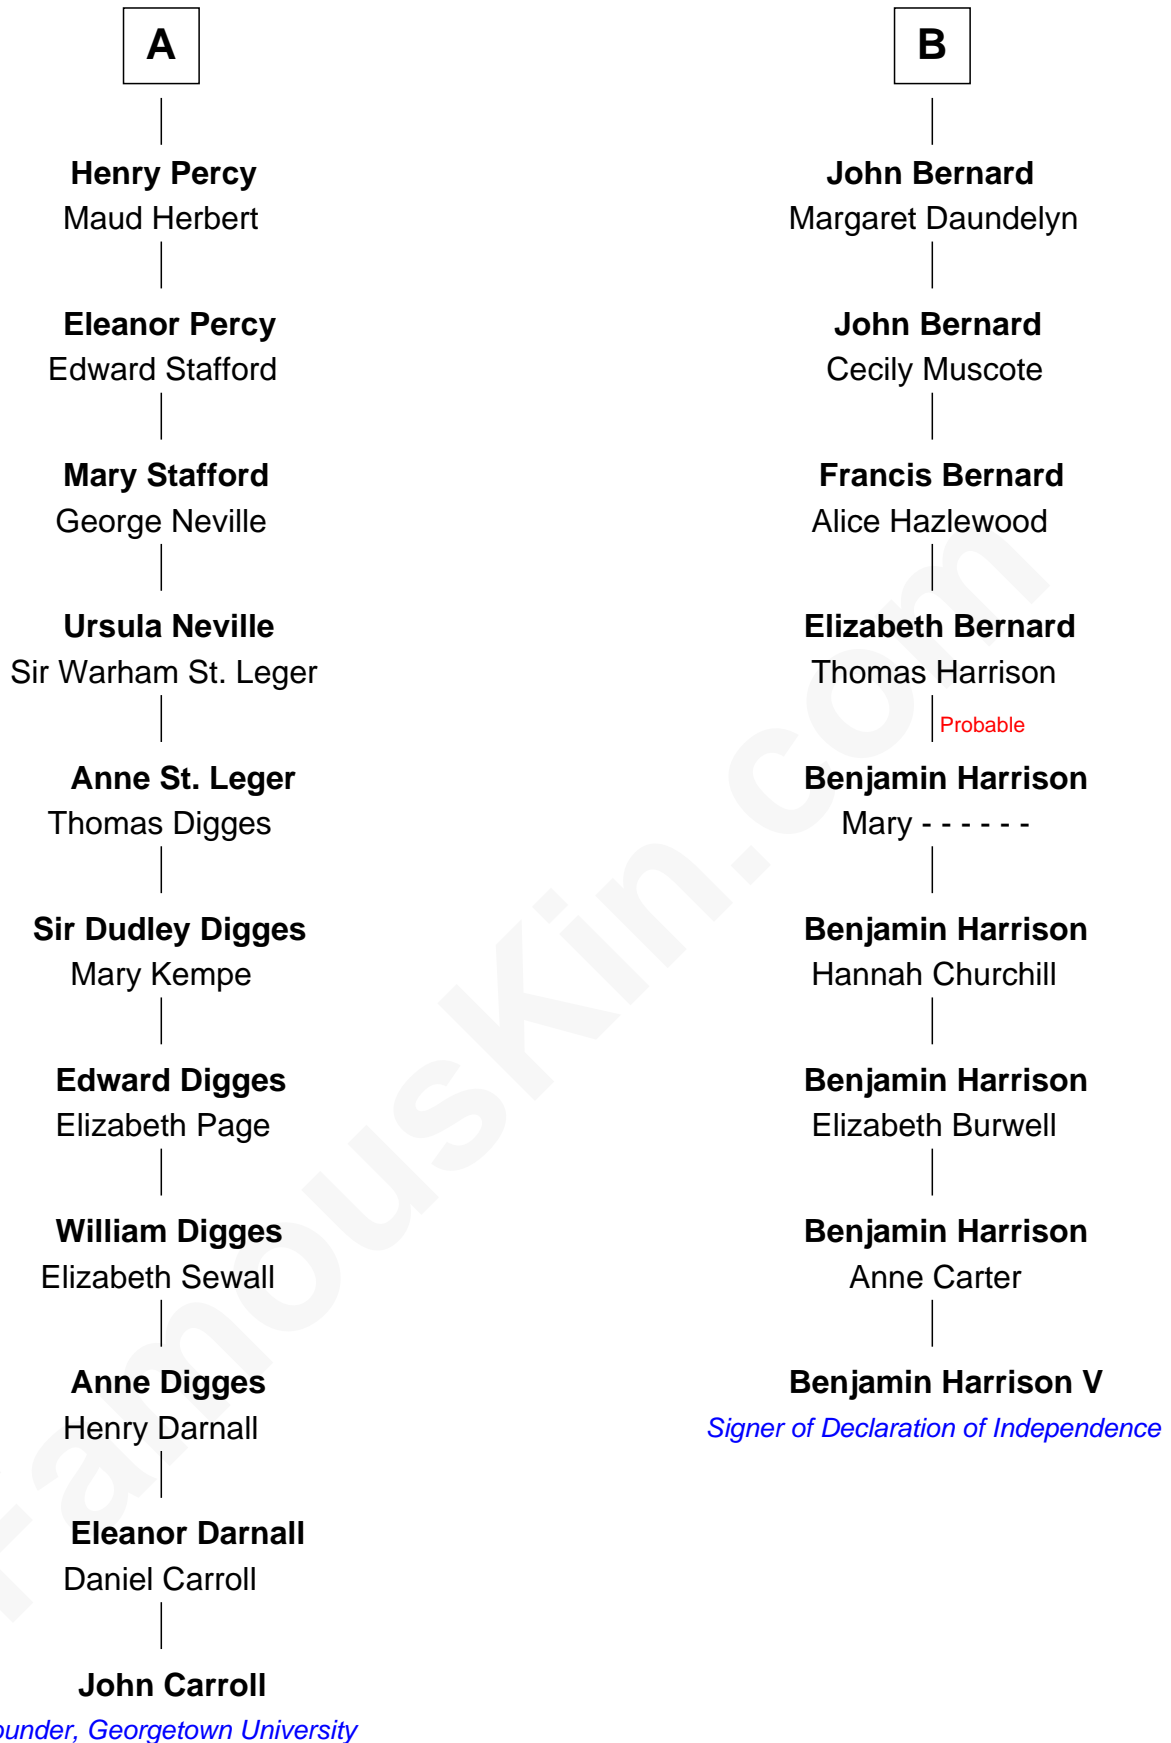 A
Henry Percy
Maud Herbert
Eleanor Percy
Edward Stafford
Mary Stafford
George Neville
Ursula Neville
Sir Warham St. Leger
Anne St. Leger
Thomas Digges
Sir Dudley Digges
Mary Kempe
Edward Digges
Elizabeth Page
William Digges
Elizabeth Sewall
Anne Digges
Henry Darnall
Eleanor Darnall
Daniel Carroll
John Carroll
ounder, Georgetown University
B
John Bernard
Margaret Daundelyn
John Bernard
Cecily Muscote
Francis Bernard
Alice Hazlewood
Elizabeth Bernard
Thomas Harrison
Probable
Benjamin Harrison
Mary - - - - - -
Benjamin Harrison
Hannah Churchill
Benjamin Harrison
Elizabeth Burwell
Benjamin Harrison
Anne Carter
Benjamin Harrison V
Signer of Declaration of Independence
FamousKin.com